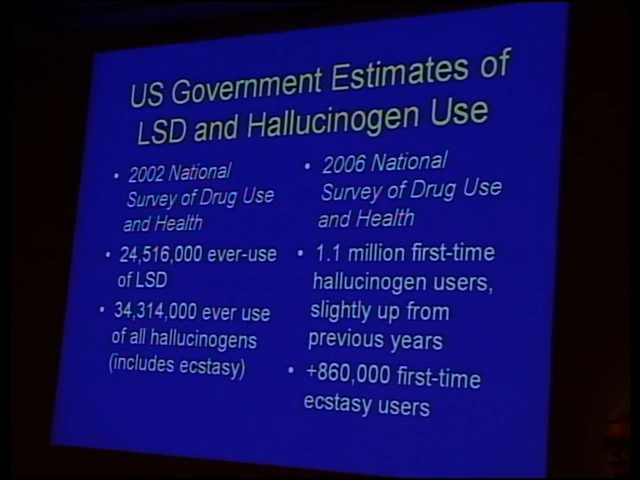 US Government Estimates of
LSD and Hallucinogen Use
• 2002 National
Survey of Drug Use
and Health
• 24,516,000 ever-use
of LSD
• 34,314,000 ever use
of all hallucinogens
(includes ecstasy)
• 2006 National
Survey of Drug Use
and Health
• 1.1 million first-time
hallucinogen users,
slightly up from
previous years
• +860,000 first-time
ecstasy users